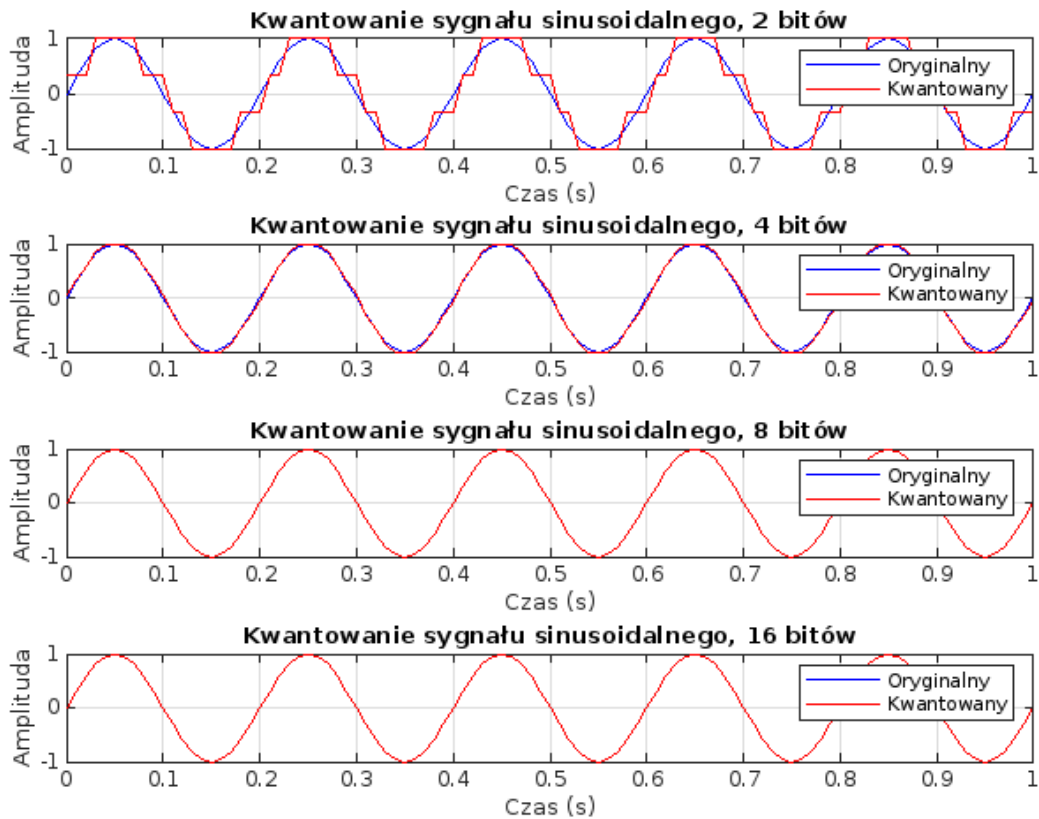 Kwantowanie sygnału sinusoidalnego, 2 bitów
Amplituda
1
0
-1
Oryginalny
Kwantowany
0 0.1 0.2 0.3 0.4 0.5 0.6 0.7 0.8 0.9 1
Czas (s)
Kwantowanie sygnału sinusoidalnego, 4 bitów
Amplituda
1
0
-1
Oryginalny
Kwantowany
0 0.1 0.2 0.3 0.4 0.5 0.6 0.7 0.8 0.9 1
Czas (s)
Kwantowanie sygnału sinusoidalnego, 8 bitów
Amplituda
1
0
-1
Oryginalny
Kwantowany
0 0.1 0.2 0.3 0.4 0.5 0.6 0.7 0.8 0.9 1
Czas (s)
Kwantowanie sygnału sinusoidalnego, 16 bitów
Amplituda
1
0
-1
Oryginalny
Kwantowany
0 0.1 0.2 0.3 0.4 0.5 0.6 0.7 0.8 0.9 1
Czas (s)